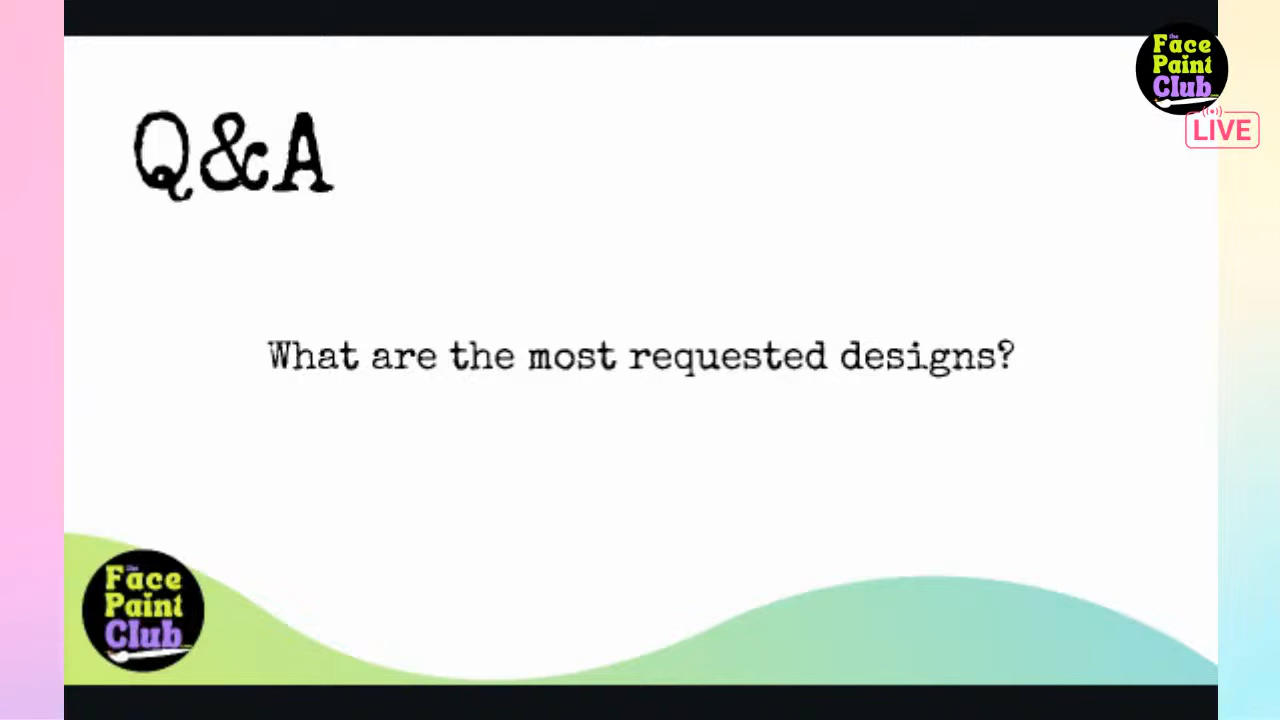 The
Face
Paint
Club
LIVE
Q&A
What are the most requested designs?
The
Face
Paint
Club